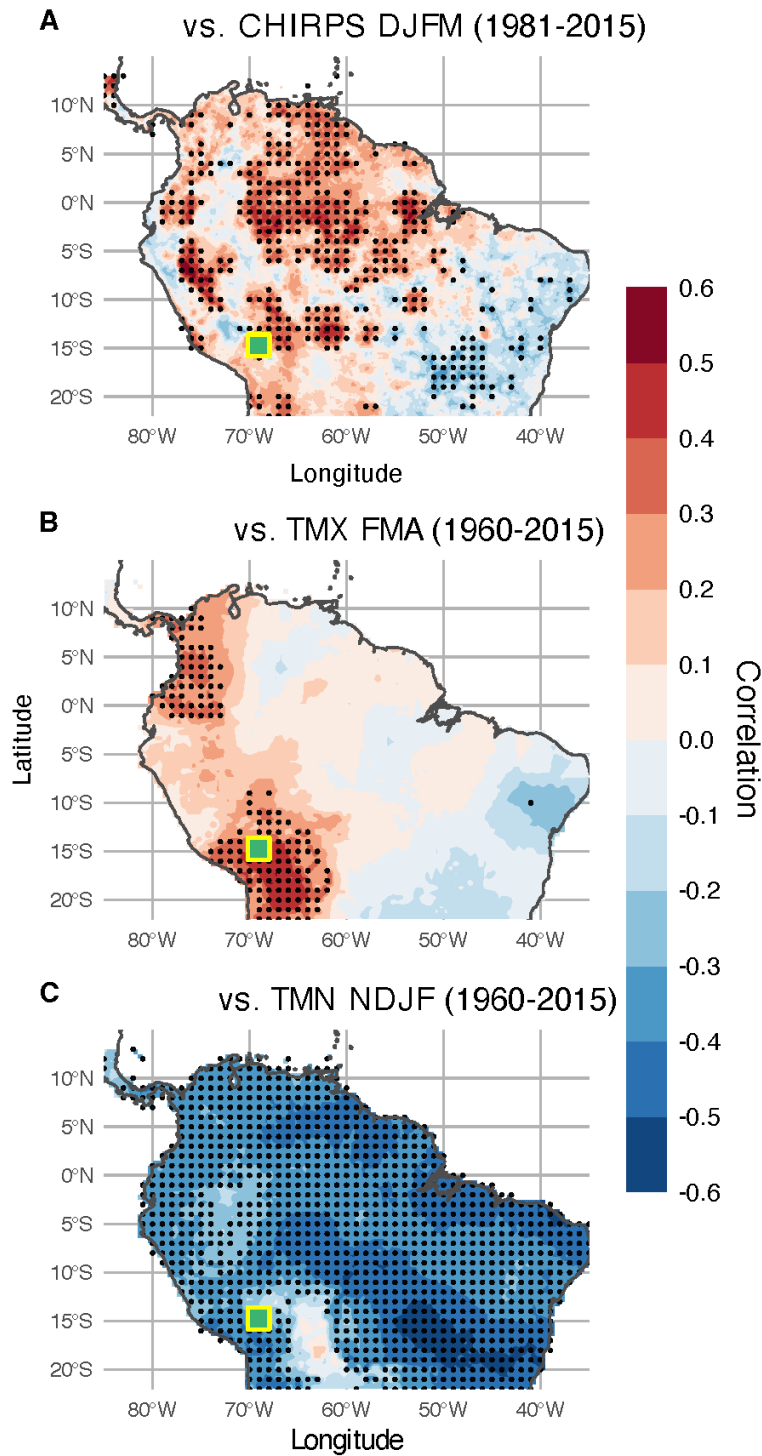 A
vs. CHIRPS DJFM (1981-2015)
10°N
5°N
0°N
5°S
10°S
15°S
20°S
80°W 70°W 60°W 50°W 40°W
Longitude
B
vs. TMX FMA (1960-2015)
10°N
5°N
0°N
5°S
10°S
15°S
20°S
80°W 70°W 60°W 50°W 40°W
Latitude
C
vs. TMN NDJF (1960-2015)
10°N
5°N
0°N
5°S
10°S
15°S
20°S
80°W 70°W 60°W 50°W 40°W
Longitude
0.6
0.5
0.4
0.3
0.2
0.1
0.0
-0.1
-0.2
-0.3
-0.4
-0.5
-0.6
Correlation